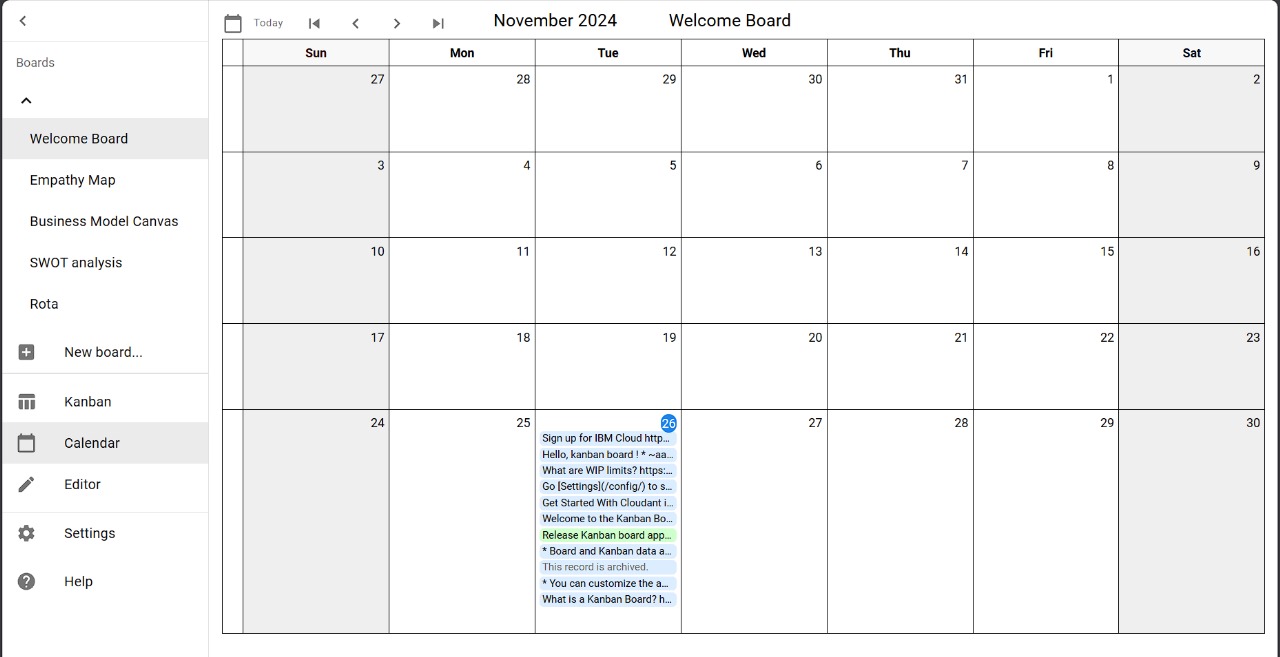 Today
November 2024
Welcome Board
Boards
Welcome Board
Empathy Map
Business Model Canvas
SWOT analysis
Rota
New board...
Kanban
Calendar
Editor
Settings
Help
Sun Mon Tue Wed Thu Fri Sat
27 28 29 30 31 1 2
3 4 5 6 7 8 9
10 11 12 13 14 15 16
17 18 19 20 21 22 23
24 25 26 27 28 29 30
Sign up for IBM Cloud http...
Hello, kanban board ! * ~aa...
What are WIP limits? https:...
Go [Settings](/config/) to s...
Get Started With Cloudant i...
Welcome to the Kanban Bo...
Release Kanban board app...
* Board and Kanban data a...
This record is archived.
* You can customize the a...
What is a Kanban Board? h...